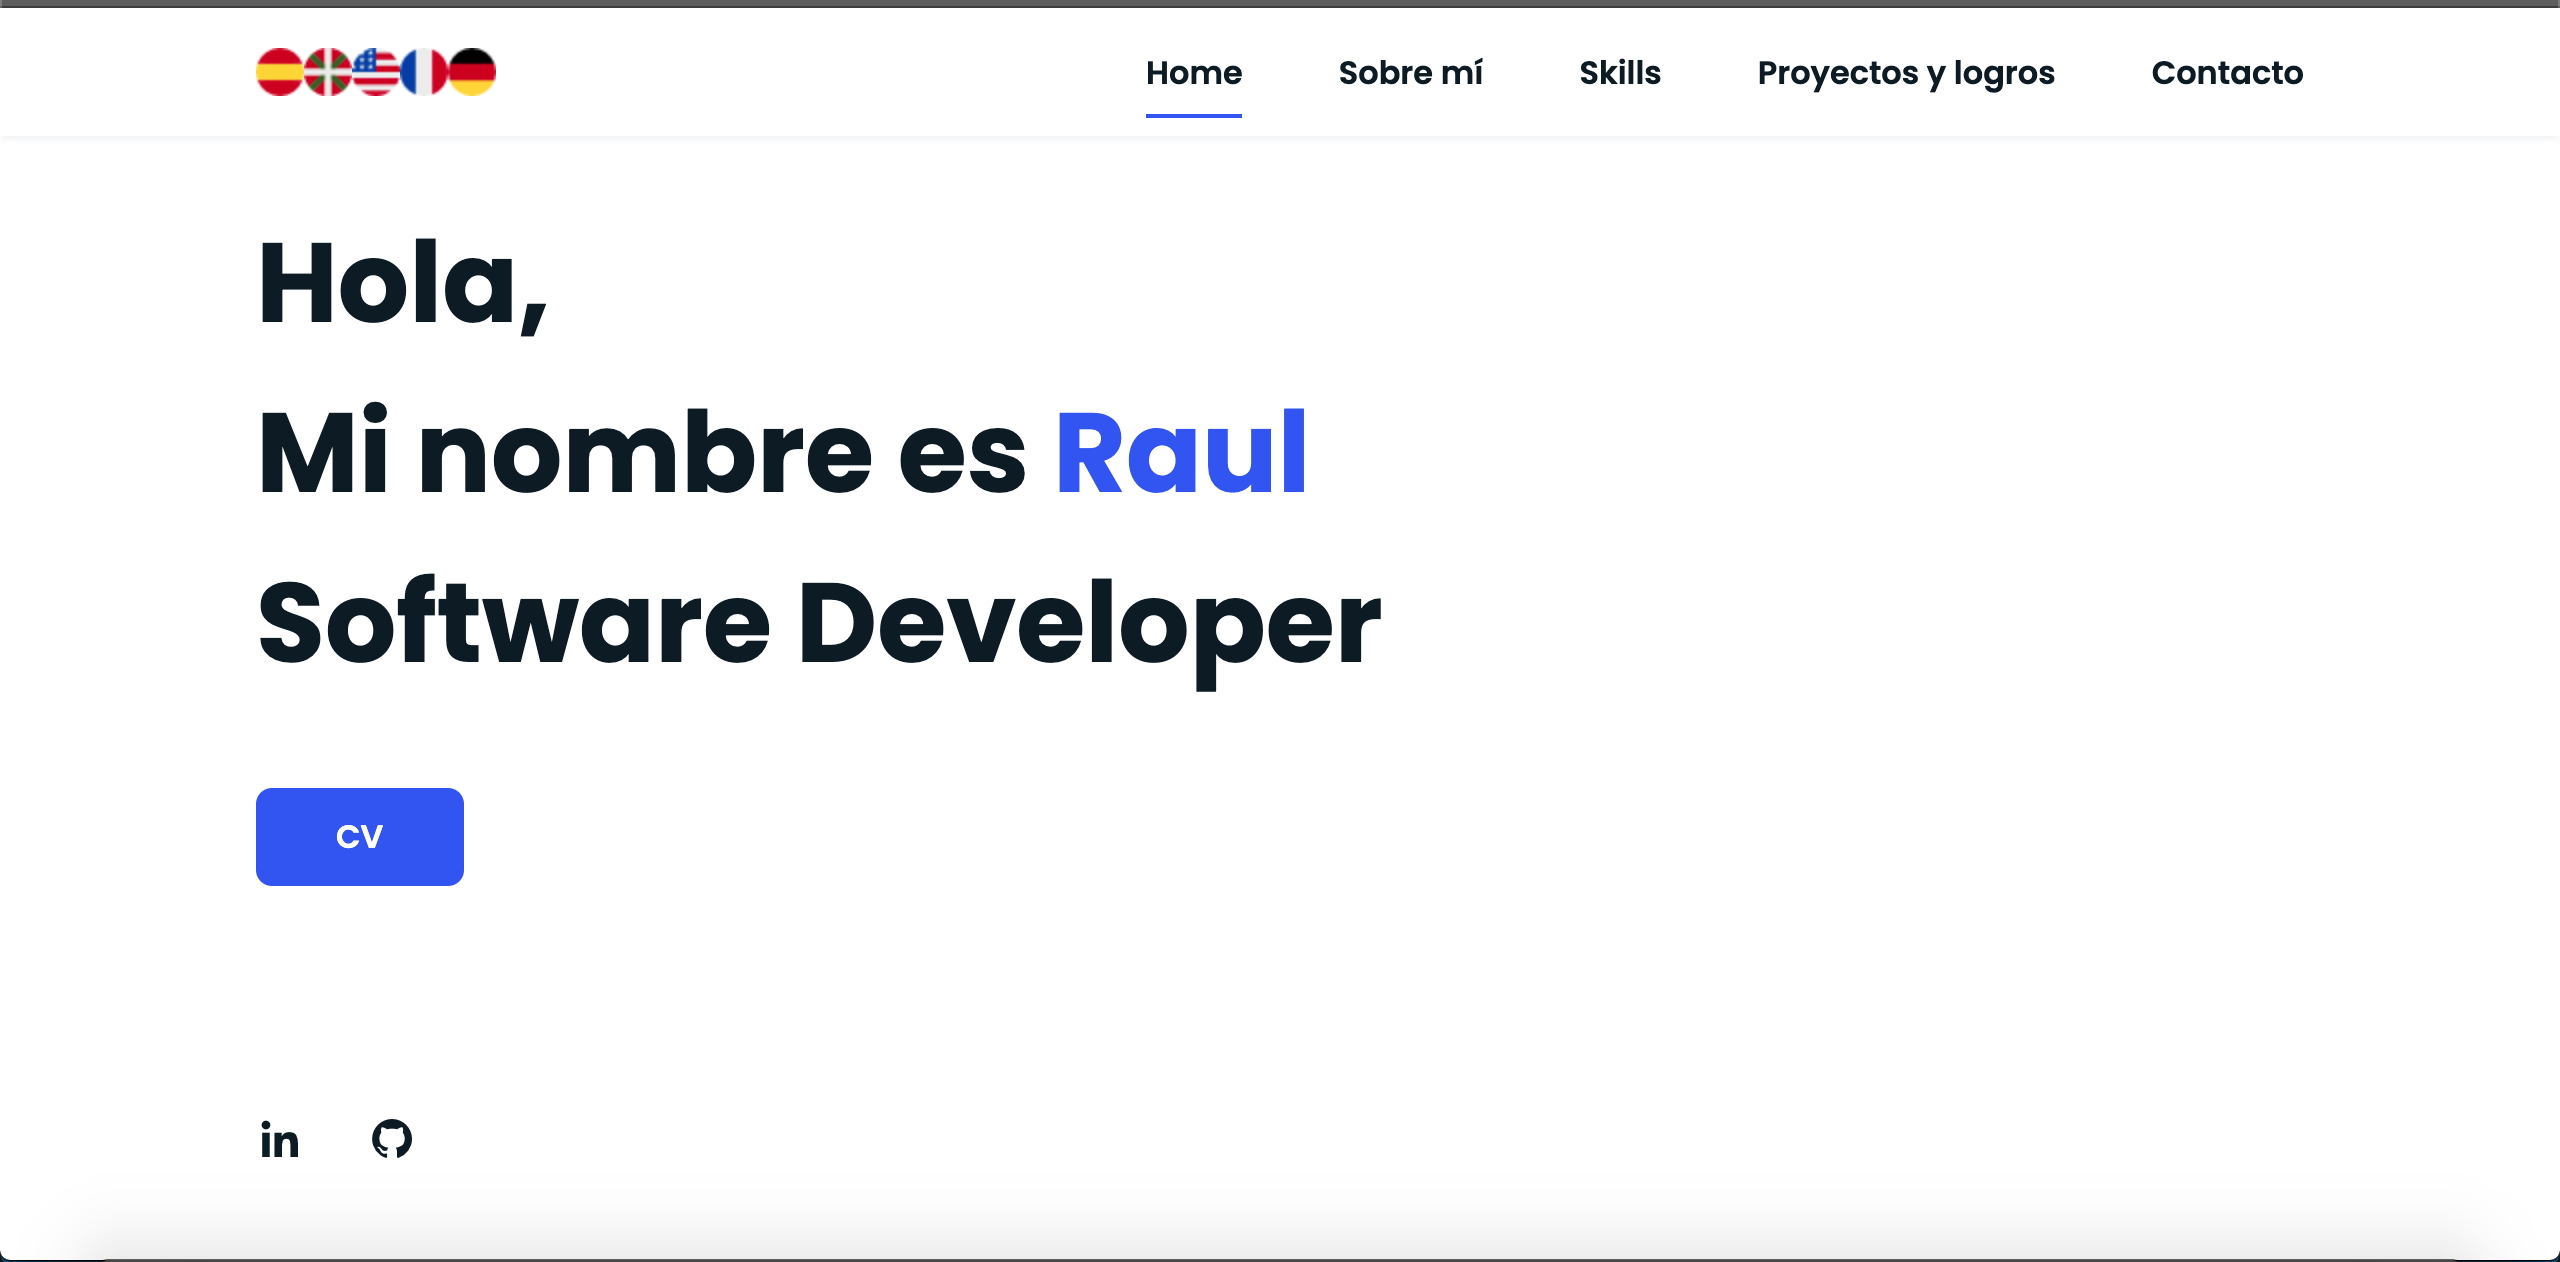 Home Sobre mí Skills Proyectos y logros Contacto
Hola,
Mi nombre es Raul
Software Developer
CV
in